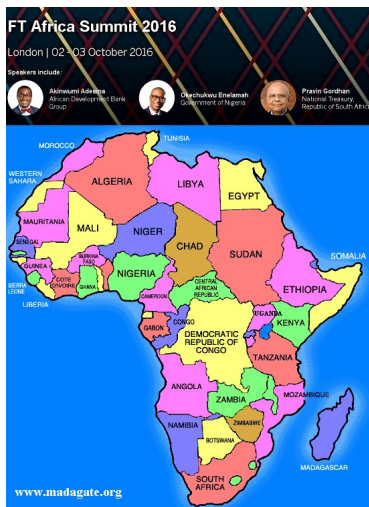 FT Africa Summit 2016
London | 02 - 03 October 2016
Speakers include:
Akinwumi Adesina
African Development Bank
Group
Okechukwu Enelamah
Government of Nigeria
Pravin Gordhan
National Treasury,
Republic of South Afri
TUNISIA
MOROCCO
WESTERN
SAHARA
ALGERIA
LIBYA
EGYPT
MAURITANIA
MALI
NIGER
CHAD
SUDAN
SOMALIA
SENEGAL
GUINEA
BURKINA
FASO
SIERRA
LEONE
COTE
D'IVOIRE
GHANA
LIBERIA
NIGERIA
CENTRAL
AFRICAN
REPUBLIC
ETHIOPIA
CAMEROON
UGANDA
KENYA
GABON
CONGO
DEMOCRATIC
REPUBLIC OF
CONGO
TANZANIA
ANGOLA
ZAMBIA
MOZAMBIQUE
ZIMBABWE
NAMIBIA
BOTSWANA
MADAGASCAR
SOUTH
AFRICA
www.madagate.org